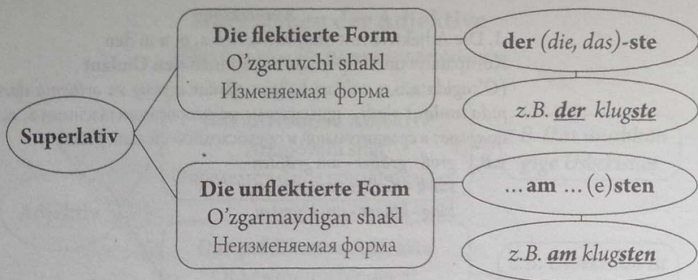 Superlativ
Die flektierte Form
O'zgaruvchi shakl
Изменяемая форма
der (die, das)-ste
z.B. der klugste
Die unflektierte Form
O'zgarmaydigan shakl
Неизменяемая форма
...am ...(e)sten
z.B. am klugsten